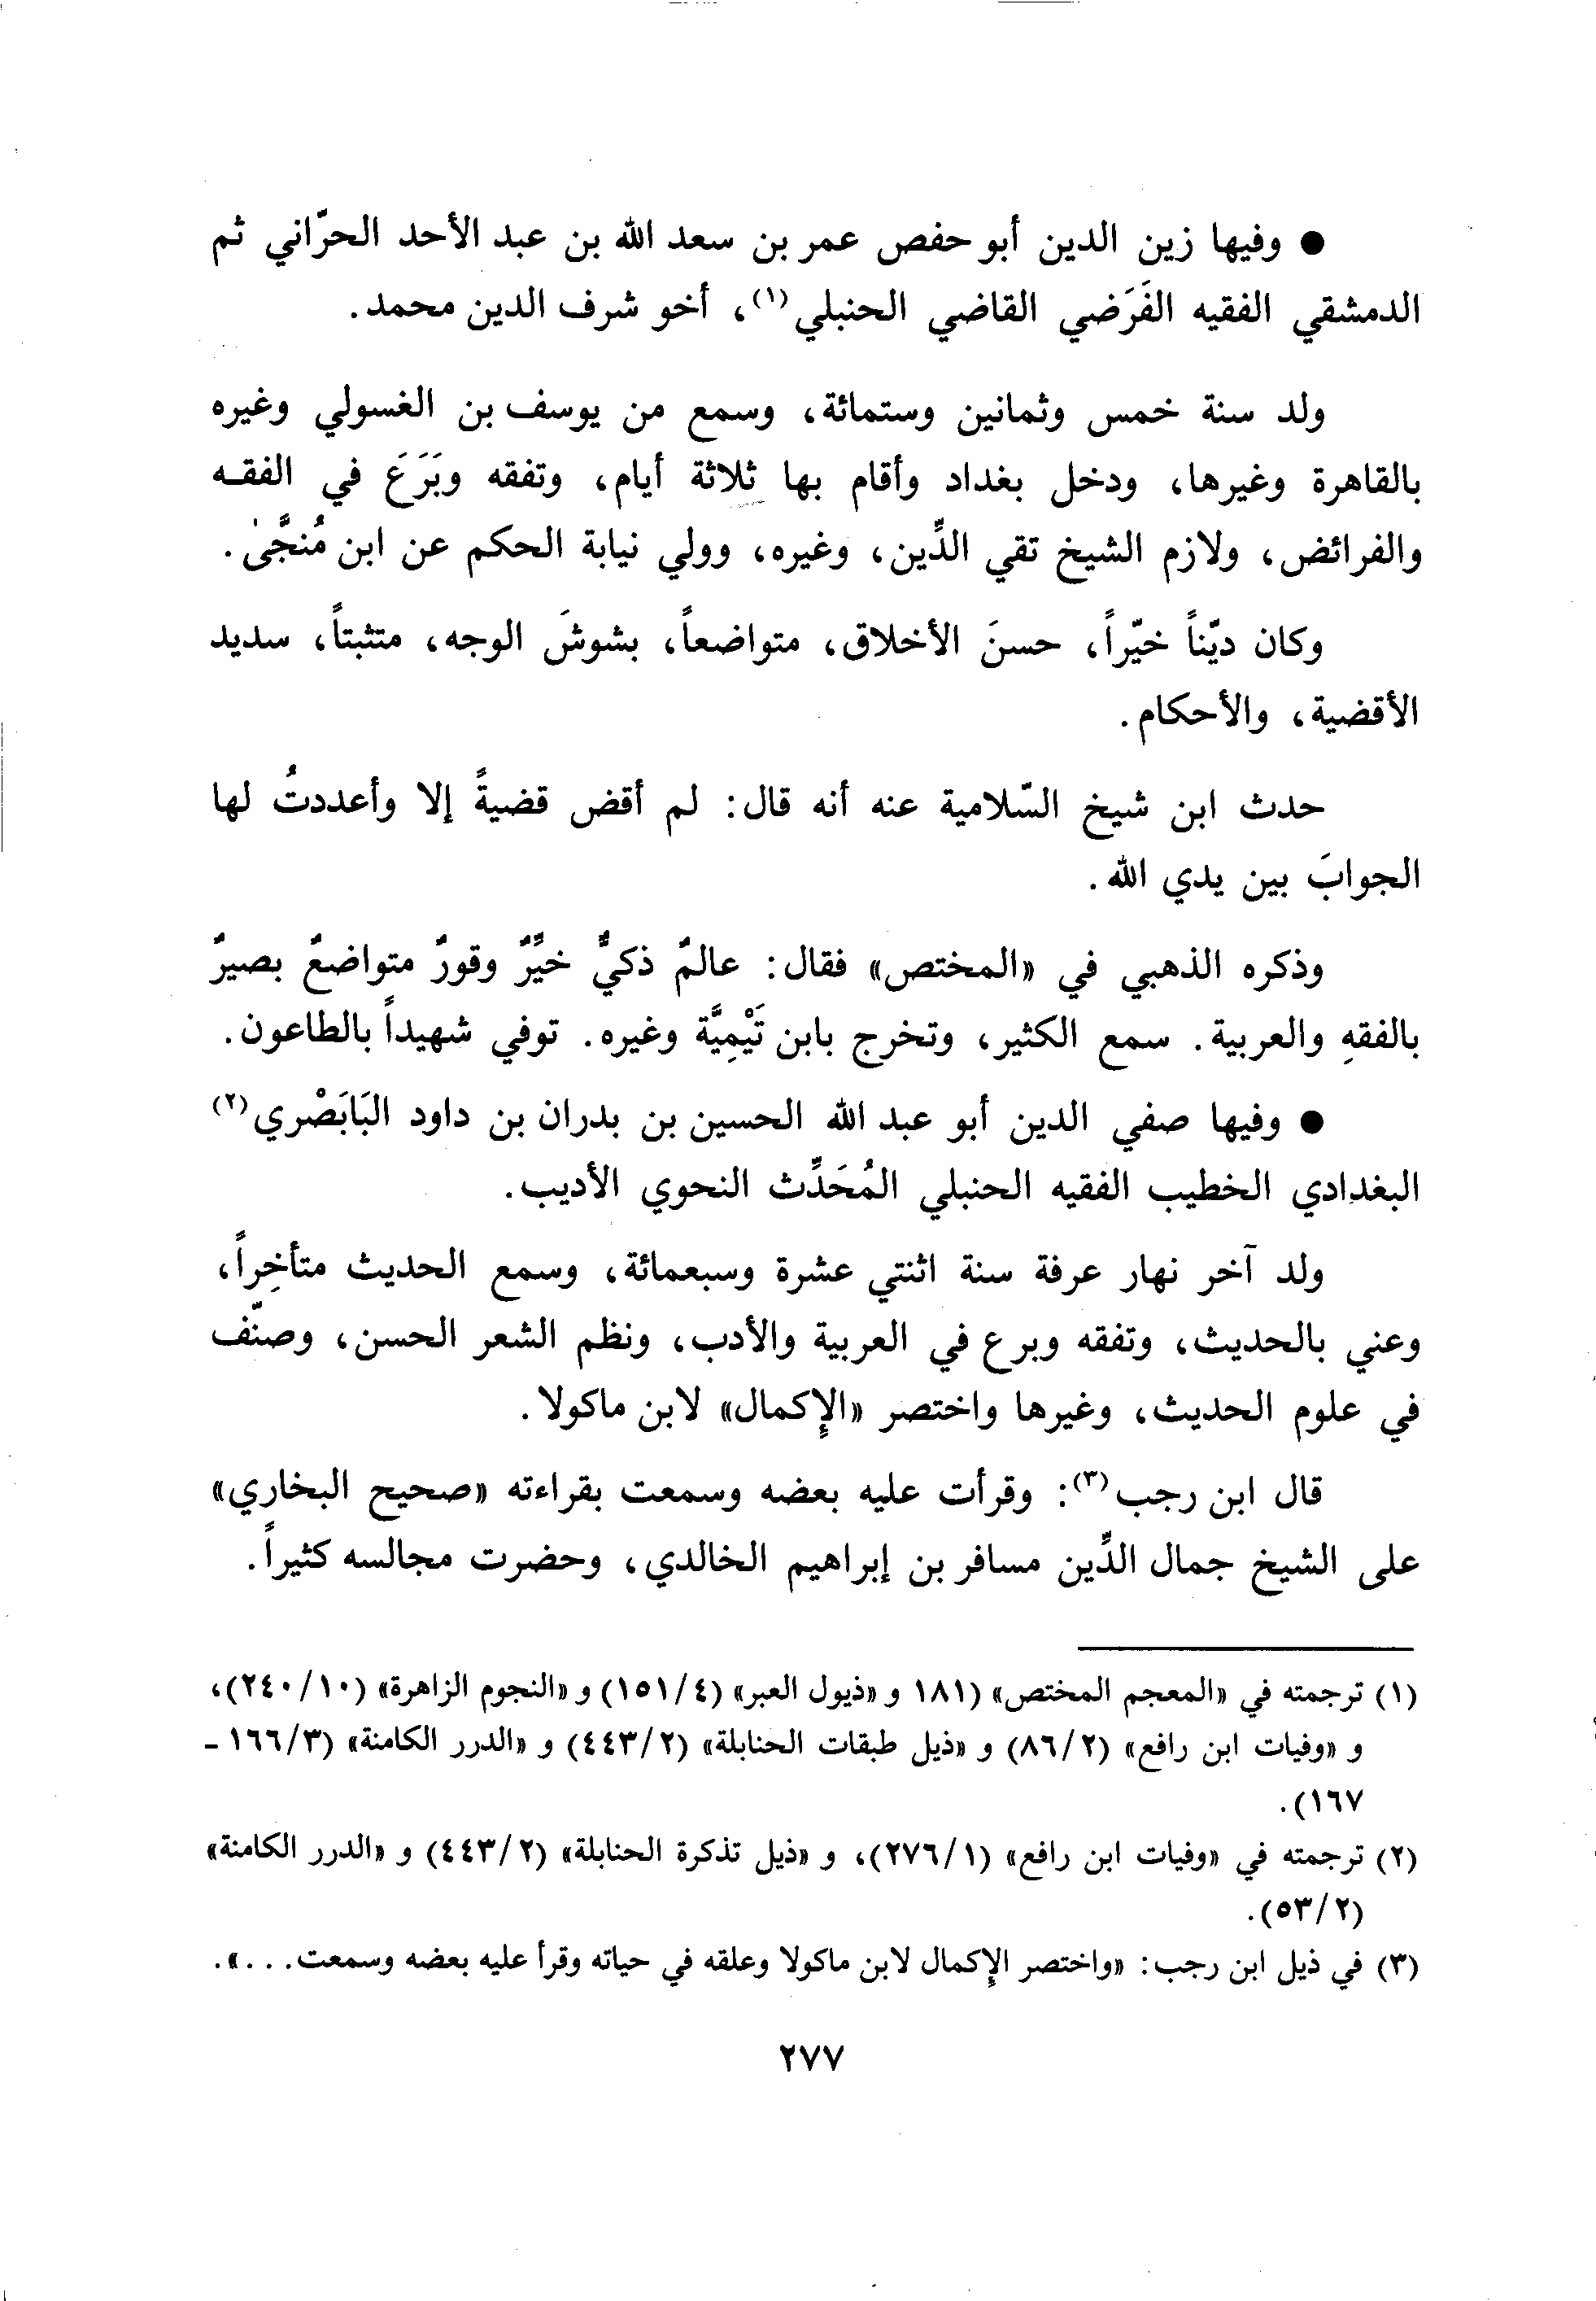 ● وفيها زين الدين أبو حفص عمر بن سعد الله بن عبد الأحد الحرّاني ثم
الدمشقي الفقيه الفَرَضي القاضي الحنبلي(١)، أخو شرف الدين محمد.
ولد سنة خمس وثمانين وستمائة، وسمع من يوسف بن الغسولي وغيره
بالقاهرة وغيرها، ودخل بغداد وأقام بها ثلاثة أيام، وتفقه وبَرَعَ في الفقه
والفرائض، ولازم الشيخ تقي الدِّين، وغيره، وولي نيابة الحكم عن ابن مُنجَّىٰ.
وكان ديّناً خيّراً، حسنَ الأخلاق، متواضعاً، بشوشَ الوجه، متثبتاً، سديد
الأقضية، والأحكام.
حدث ابن شيخ السّلامية عنه أنه قال: لم أقض قضيةً إلا وأعددتُ لها
الجوابَ بين يدي الله.
وذكره الذهبي في «المختص» فقال: عالمٌ ذكيٌّ خيِّرٌ وقورٌ متواضعٌ بصيرٌ
بالفقهِ والعربية. سمع الكثير، وتخرج بابن تَيْمِيَّة وغيره. توفي شهيداً بالطاعون.
● وفيها صفي الدين أبو عبد الله الحسين بن بدران بن داود البَابَصْري(٢)
البغدادي الخطيب الفقيه الحنبلي المُحَدِّث النحوي الأديب.
ولد آخر نهار عرفة سنة اثنتي عشرة وسبعمائة، وسمع الحديث متأخِراً،
وعني بالحديث، وتفقه وبرع في العربية والأدب، ونظم الشعر الحسن، وصنّف
في علوم الحديث، وغيرها واختصر «الإكمال» لابن ماكولا.
قال ابن رجب(٣): وقرأت عليه بعضه وسمعت بقراءته «صحيح البخاري»
على الشيخ جمال الدِّين مسافر بن إبراهيم الخالدي، وحضرت مجالسه كثيراً.
(١) ترجمته في «المعجم المختص» (١٨١ و «ذيول العبر» (١٥١/٤) و «النجوم الزاهرة» (٢٤٠/١٠)،
و «وفيات ابن رافع» (٨٦/٢) و «ذيل طبقات الحنابلة» (٤٤٣/٢) و «الدرر الكامنة» (١٦٦/٣ -
١٦٧).
(٢) ترجمته في «وفيات ابن رافع» (٢٧٦/١)، و «ذيل تذكرة الحنابلة» (٤٤٣/٢) و «الدرر الكامنة»
(٥٣/٢).
(٣) في ذيل ابن رجب: «واختصر الإكمال لابن ماكولا وعلقه في حياته وقرأ عليه بعضه وسمعت...».
٢٧٧